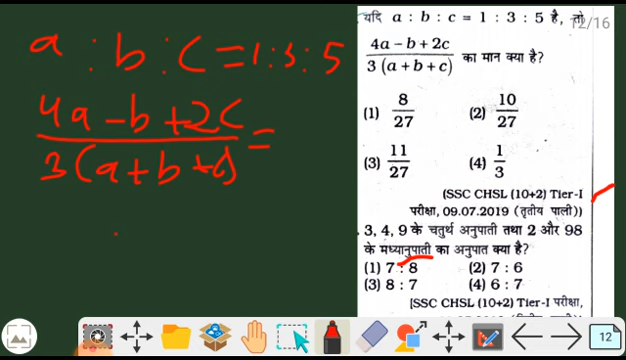 a : b : c = 1 : 3 : 5
4a - b + 2c
3 (a + b + c) =
यदि a : b : c = 1 : 3 : 5 है, तो
12/16
4a – b + 2c
3 (a + b + c)
का मान क्या है?
(1) 8/27 (2) 10/27
(3) 11/27 (4) 1/3
(SSC CHSL (10+2) Tier-I
परीक्षा, 09.07.2019 (तृतीय पाली))
. 3, 4, 9 के चतुर्थ अनुपाती तथा 2 और 98
के मध्यानुपाती का अनुपात क्या है?
(1) 7 : 8 (2) 7 : 6
(3) 8 : 7 (4) 6 : 7
[SSC CHSL (10+2) Tier-I परीक्षा,
12